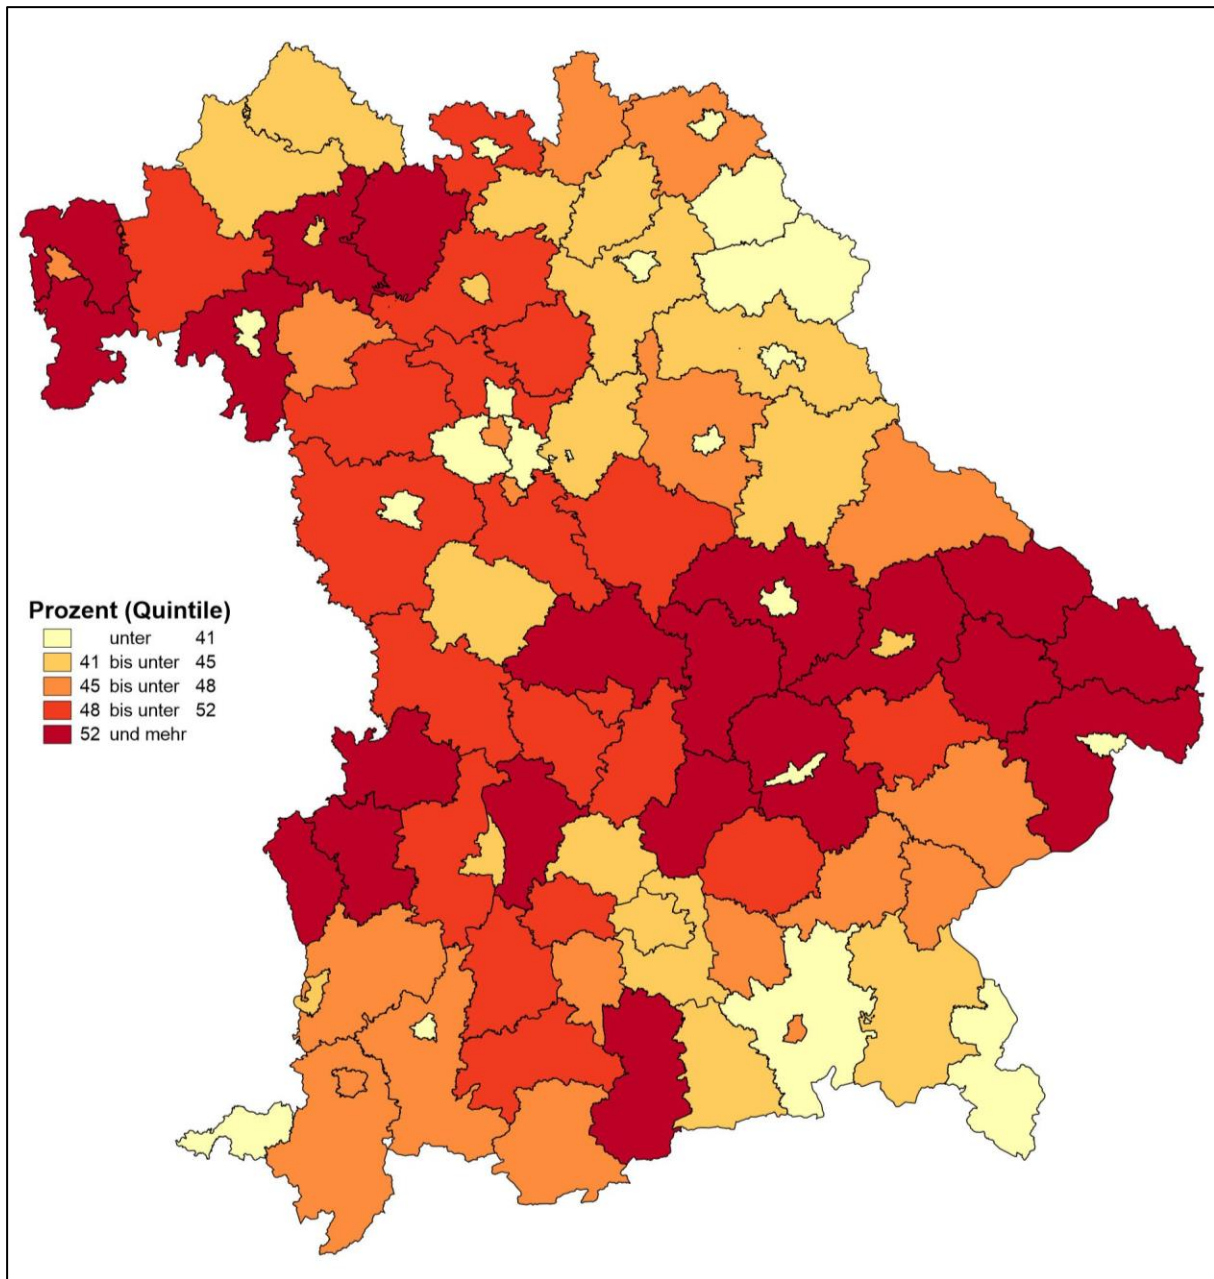 Prozent (Quintile)
unter 41
41 bis unter 45
45 bis unter 48
48 bis unter 52
52 und mehr